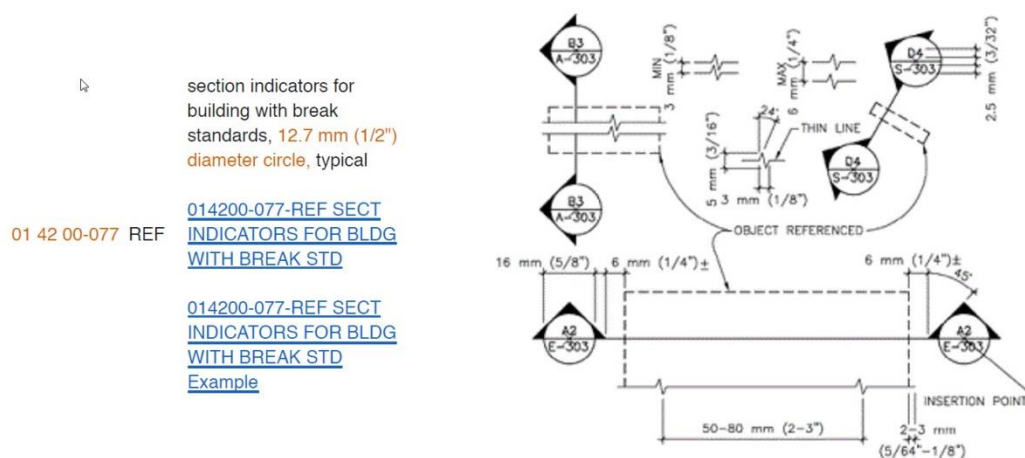 section indicators for
building with break
standards, 12.7 mm (1/2")
diameter circle, typical
01 42 00-077 REF
014200-077-REF SECT
INDICATORS FOR BLDG
WITH BREAK STD
014200-077-REF SECT
INDICATORS FOR BLDG
WITH BREAK STD
Example
B3
A-303
MIN
3 mm (1/8")
MAX
6 mm (1/4")
D4
S-303
2.5 mm (3/32")
24°
THIN LINE
5 mm (3/16")
3 mm (1/8")
D4
S-303
B3
A-303
OBJECT REFERENCED
16 mm (5/8")
6 mm (1/4")±
6 mm (1/4")±
45°
A2
E-303
A2
E-303
INSERTION POINT
50-80 mm (2-3")
2-3 mm
(5/64"-1/8")